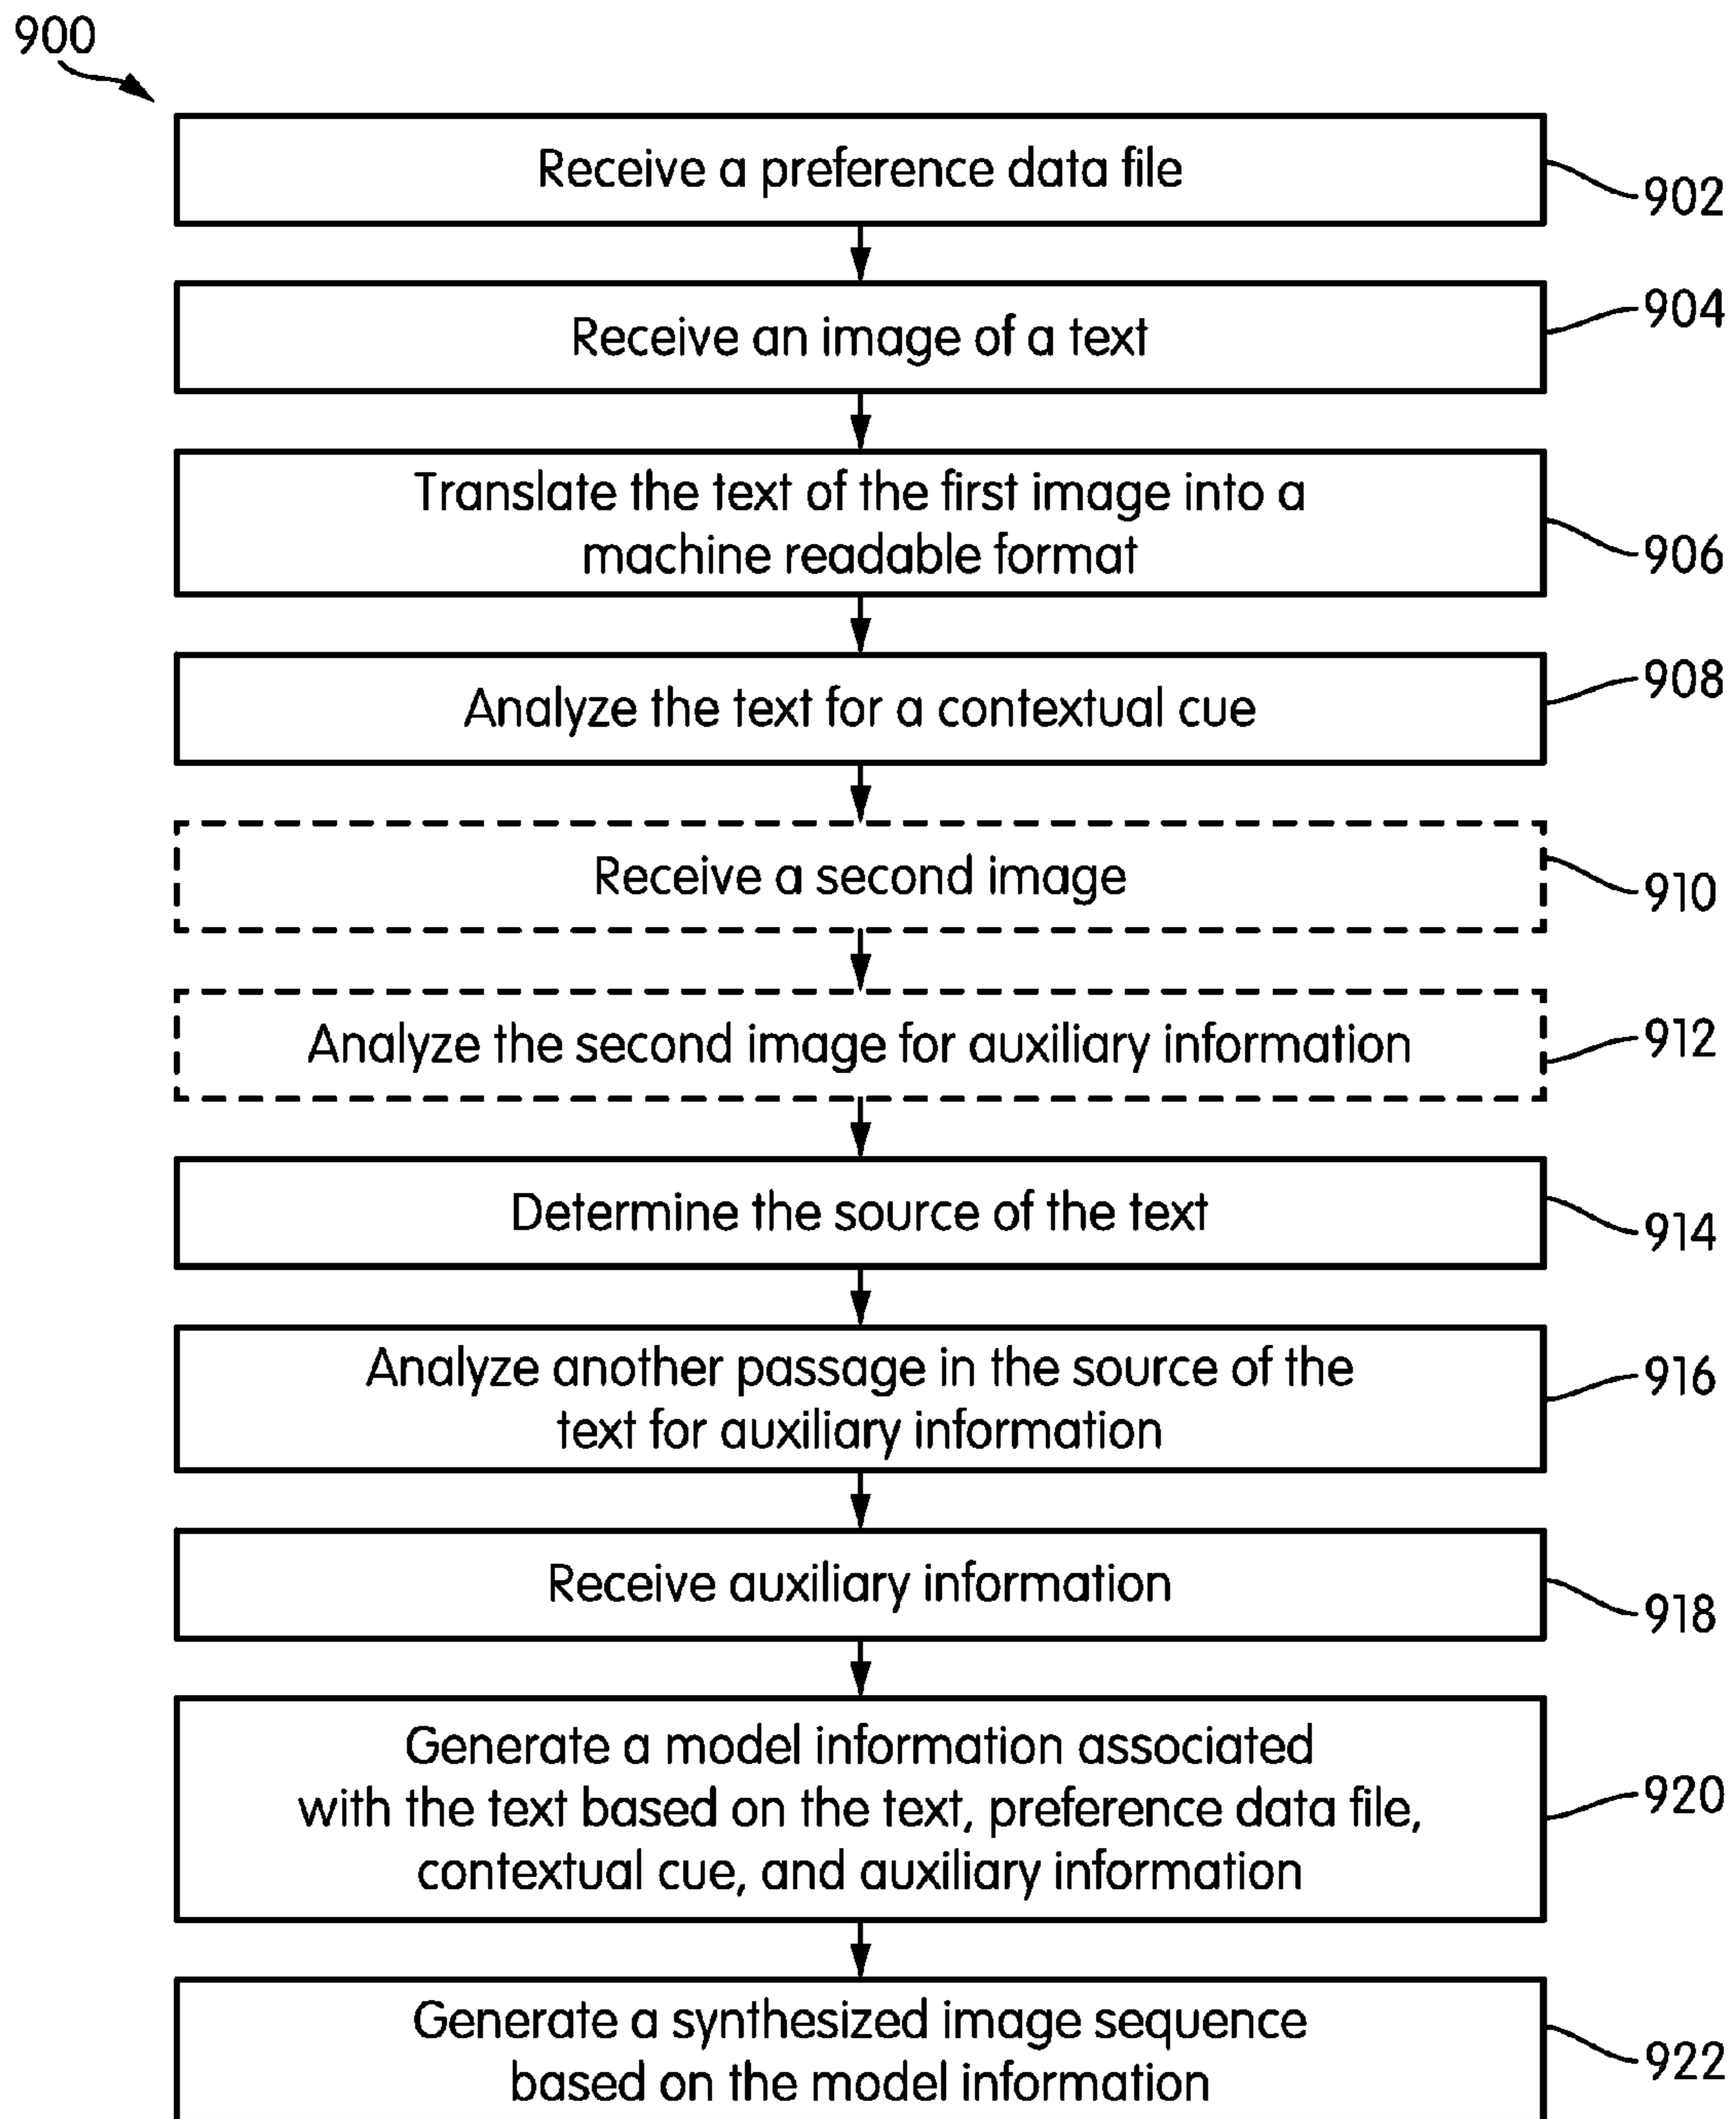 900
Receive a preference data file
902
Receive an image of a text
904
Translate the text of the first image into a
machine readable format
906
Analyze the text for a contextual cue
908
Receive a second image
910
Analyze the second image for auxiliary information
912
Determine the source of the text
914
Analyze another passage in the source of the
text for auxiliary information
916
Receive auxiliary information
918
Generate a model information associated
with the text based on the text, preference data file,
contextual cue, and auxiliary information
920
Generate a synthesized image sequence
based on the model information
922